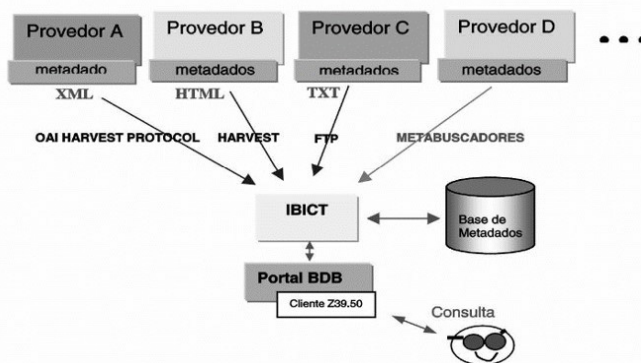 Provedor A
Provedor B
Provedor C
Provedor D
metadado
metadados
metadados
metadados
XML
HTML
TXT
OAI HARVEST PROTOCOL
HARVEST
FTP
METABUSCADORES
IBICT
Base de
Metadados
Portal BDB
Cliente Z39.50
Consulta